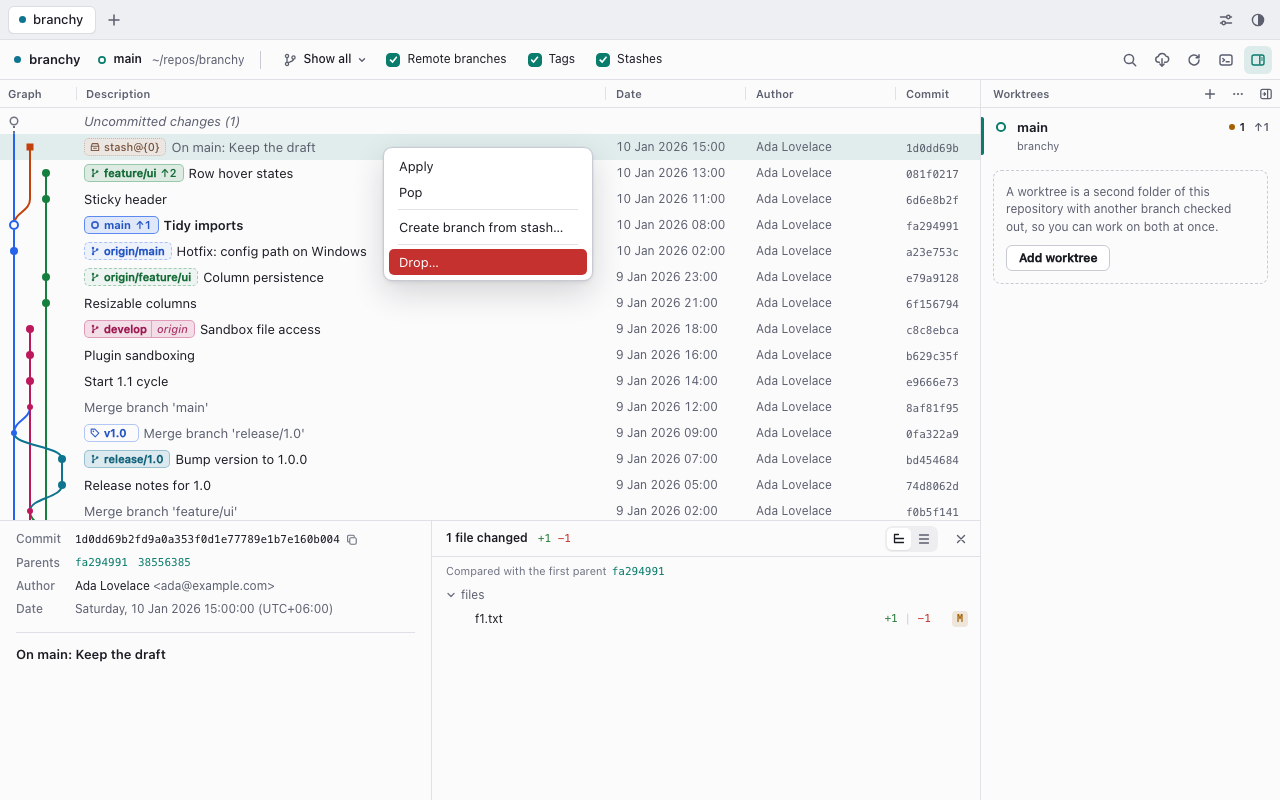 branchy
branchy main ~/repos/branchy Show all Remote branches Tags Stashes
Graph Description Date Author Commit Worktrees
Uncommitted changes (1)
stash@{0} On main: Keep the draft 10 Jan 2026 15:00 Ada Lovelace 1d0dd69b
feature/ui ↑2 Row hover states 10 Jan 2026 13:00 Ada Lovelace 081f0217
Sticky header 10 Jan 2026 11:00 Ada Lovelace 6d6e8b2f
main ↑1 Tidy imports 10 Jan 2026 08:00 Ada Lovelace fa294991
origin/main Hotfix: config path on Windows 10 Jan 2026 02:00 Ada Lovelace a23e753c
origin/feature/ui Column persistence 9 Jan 2026 23:00 Ada Lovelace e79a9128
Resizable columns 9 Jan 2026 21:00 Ada Lovelace 6f156794
develop origin Sandbox file access 9 Jan 2026 18:00 Ada Lovelace c8c8ebca
Plugin sandboxing 9 Jan 2026 16:00 Ada Lovelace b629c35f
Start 1.1 cycle 9 Jan 2026 14:00 Ada Lovelace e9666e73
Merge branch 'main' 9 Jan 2026 12:00 Ada Lovelace 8af81f95
v1.0 Merge branch 'release/1.0' 9 Jan 2026 09:00 Ada Lovelace 0fa322a9
release/1.0 Bump version to 1.0.0 9 Jan 2026 07:00 Ada Lovelace bd454684
Release notes for 1.0 9 Jan 2026 05:00 Ada Lovelace 74d8062d
Merge branch 'feature/ui' 9 Jan 2026 02:00 Ada Lovelace f0b5f141
Apply
Pop
Create branch from stash...
Drop...
main 1 ↑1
branchy
A worktree is a second folder of this
repository with another branch checked
out, so you can work on both at once.
Add worktree
Commit 1d0dd69b2fd9a0a353f0d1e77789e1b7e160b004
Parents fa294991 38556385
Author Ada Lovelace <ada@example.com>
Date Saturday, 10 Jan 2026 15:00:00 (UTC+06:00)
On main: Keep the draft
1 file changed +1 −1
Compared with the first parent fa294991
files
f1.txt +1 −1 M